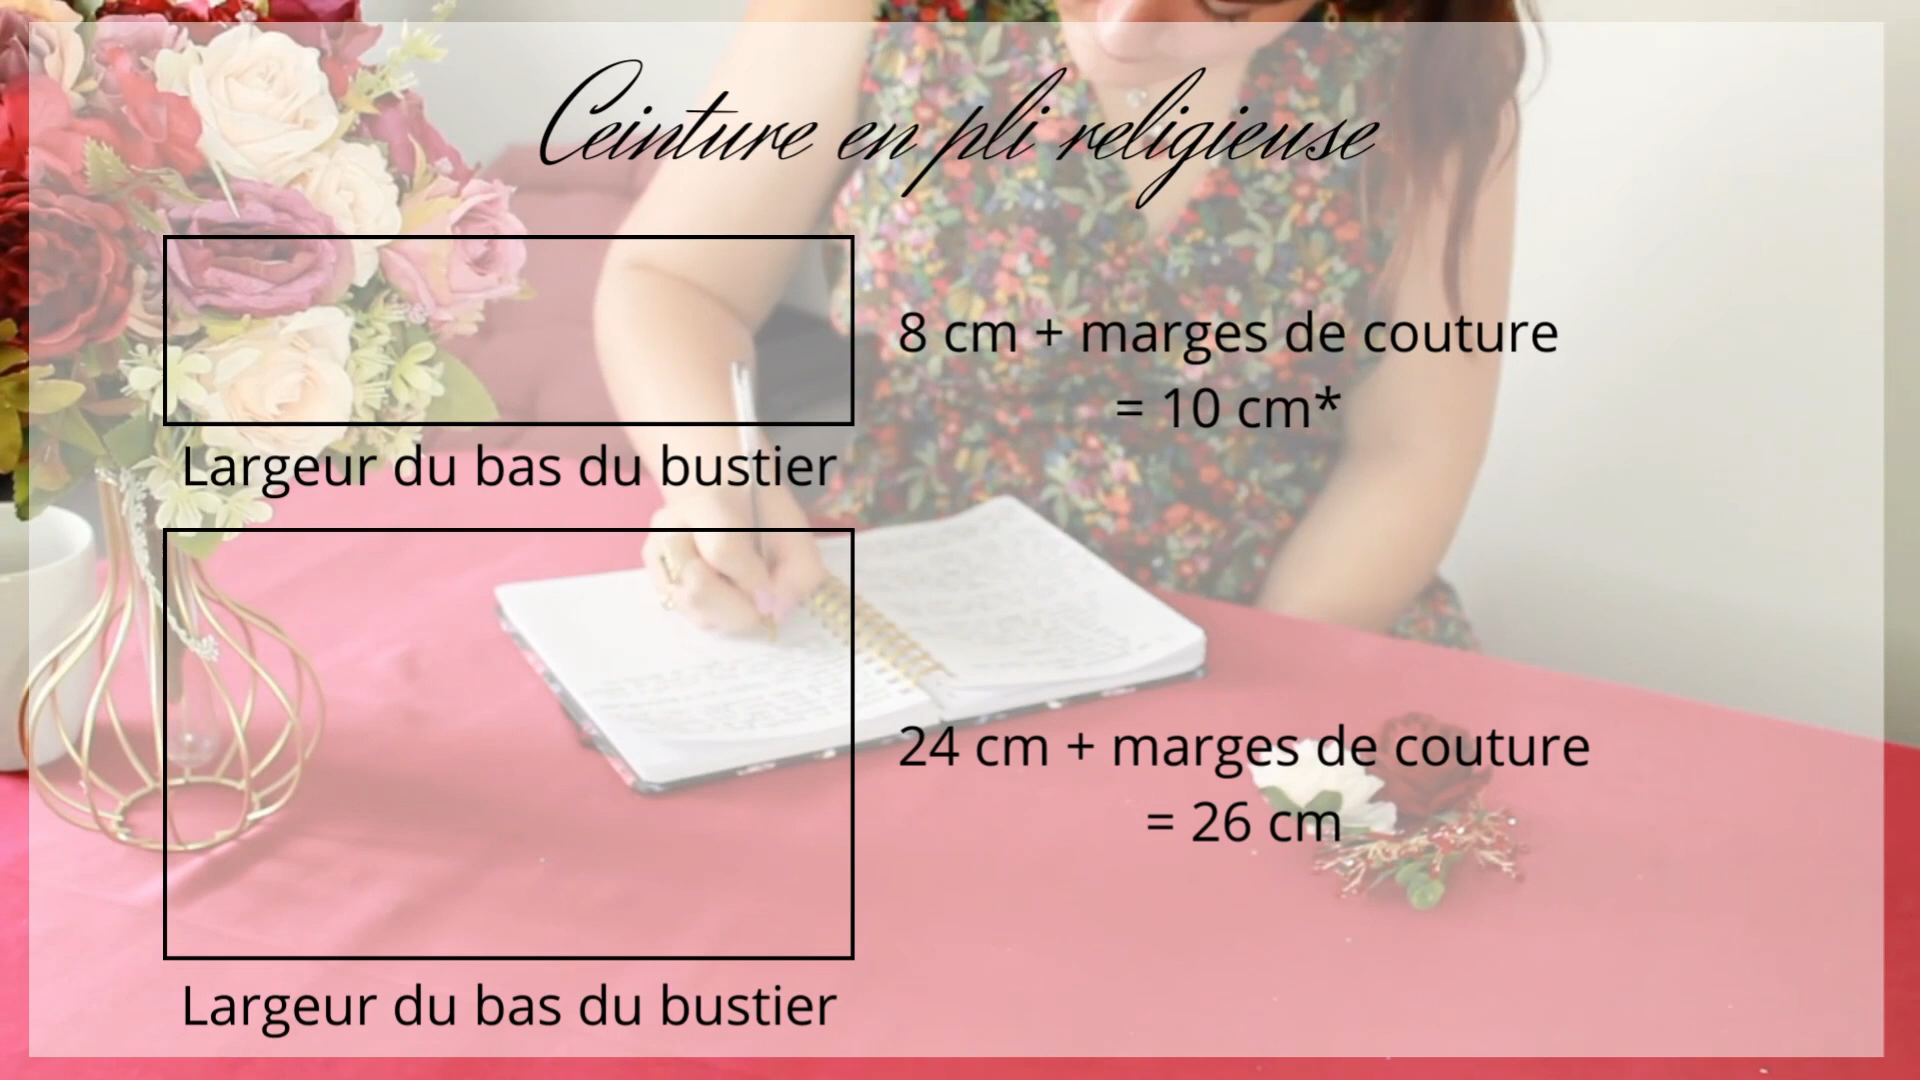 Ceinture en pli religieuse
8 cm + marges de couture
= 10 cm*
Largeur du bas du bustier
24 cm + marges de couture
= 26 cm
Largeur du bas du bustier